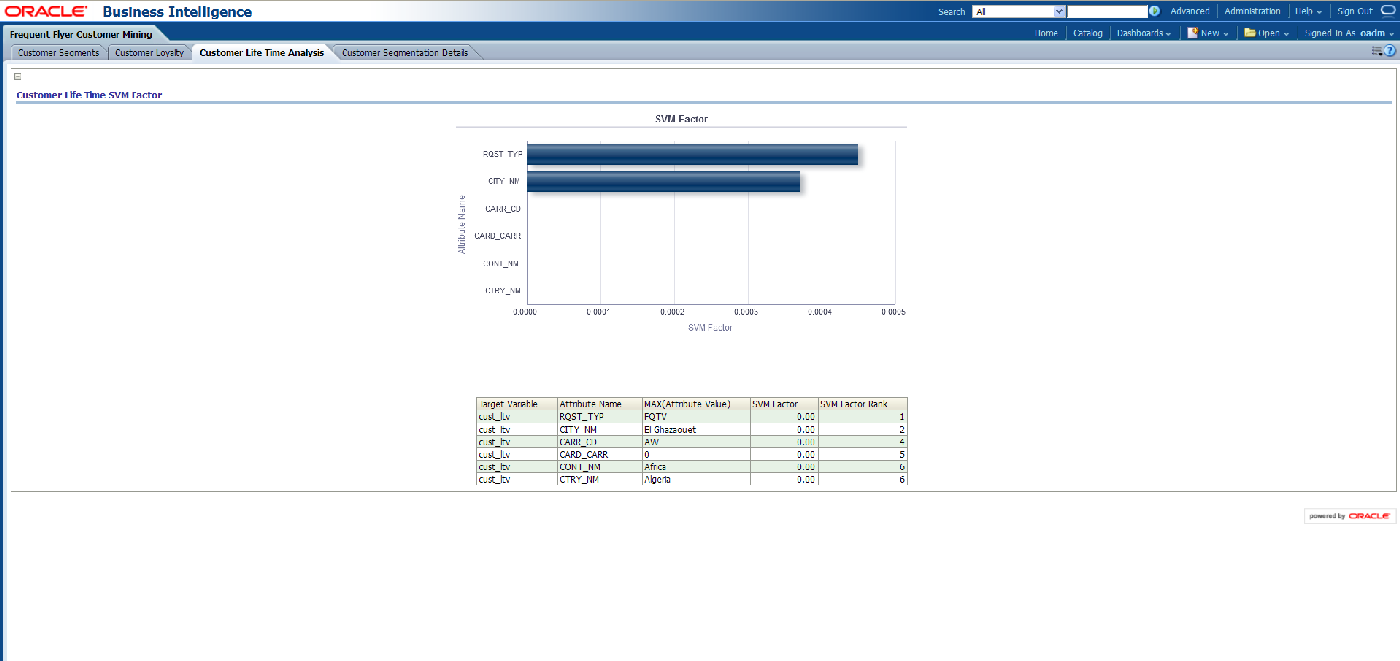 ORACLE Business Intelligence Search All Advanced Administration Help Sign Out
Frequent Flyer Customer Mining Home Catalog Dashboards New Open Signed In As oadm
Customer Segments Customer Loyalty Customer Life Time Analysis Customer Segmentation Details
Customer Life Time SVM Factor
SVM Factor
RQST_TYP
CITY_NM
CARR_CD
CARD_CARR
CONT_NM
CTRY_NM
Attribute Name
0.0000 0.0001 0.0002 0.0003 0.0004 0.0005
SVM Factor
Target Variable Attribute Name MAX(Attribute Value) SVM Factor SVM Factor Rank
cust_ltv RQST_TYP FQTV 0.00 1
cust_ltv CITY_NM El Ghazaouet 0.00 2
cust_ltv CARR_CD AW 0.00 4
cust_ltv CARD_CARR 0 0.00 5
cust_ltv CONT_NM Africa 0.00 6
cust_ltv CTRY_NM Algeria 0.00 6
powered by ORACLE